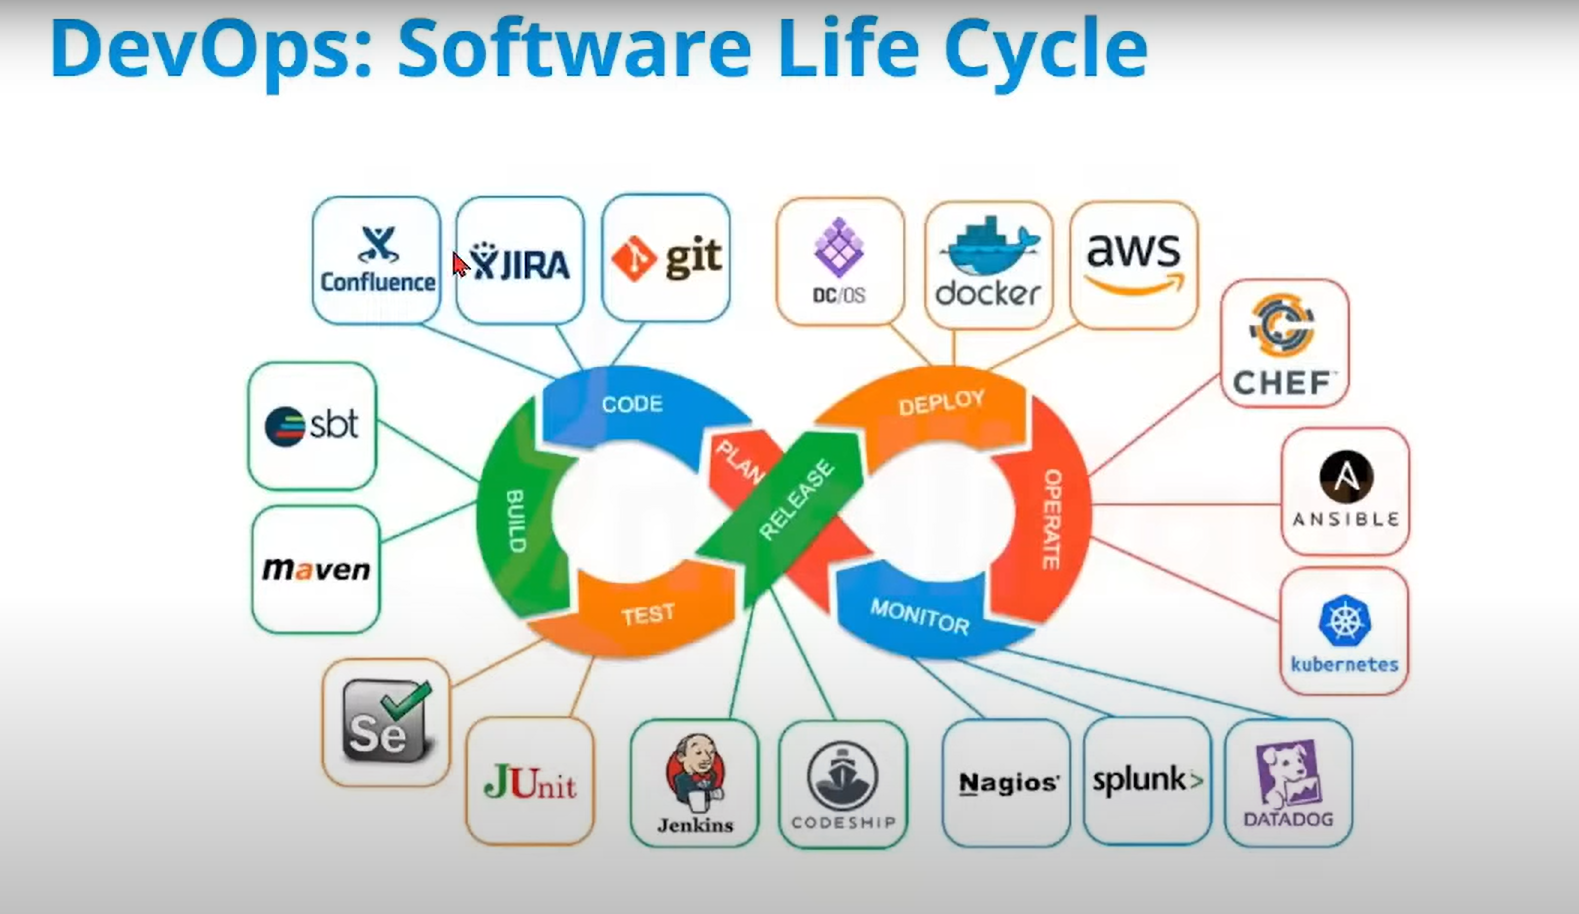 DevOps: Software Life Cycle
Confluence
JIRA
git
DC/OS
docker
aws
CHEF
sbt
CODE
DEPLOY
PLAN
RELEASE
BUILD
OPERATE
ANSIBLE
maven
TEST
MONITOR
kubernetes
Se
JUnit
Jenkins
CODESHIP
Nagios
splunk>
DATADOG